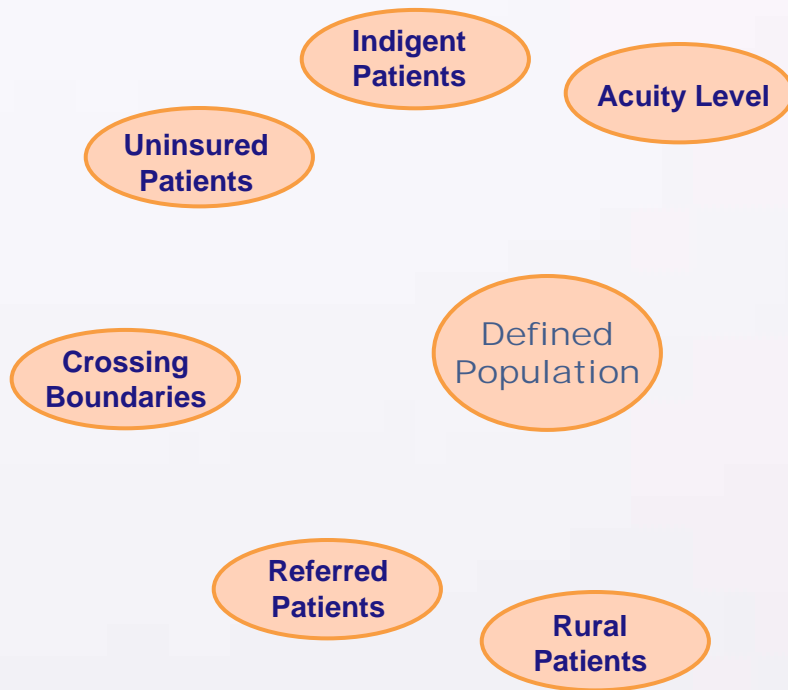 Indigent
Patients
Acuity Level
Uninsured
Patients
Defined
Population
Crossing
Boundaries
Referred
Patients
Rural
Patients